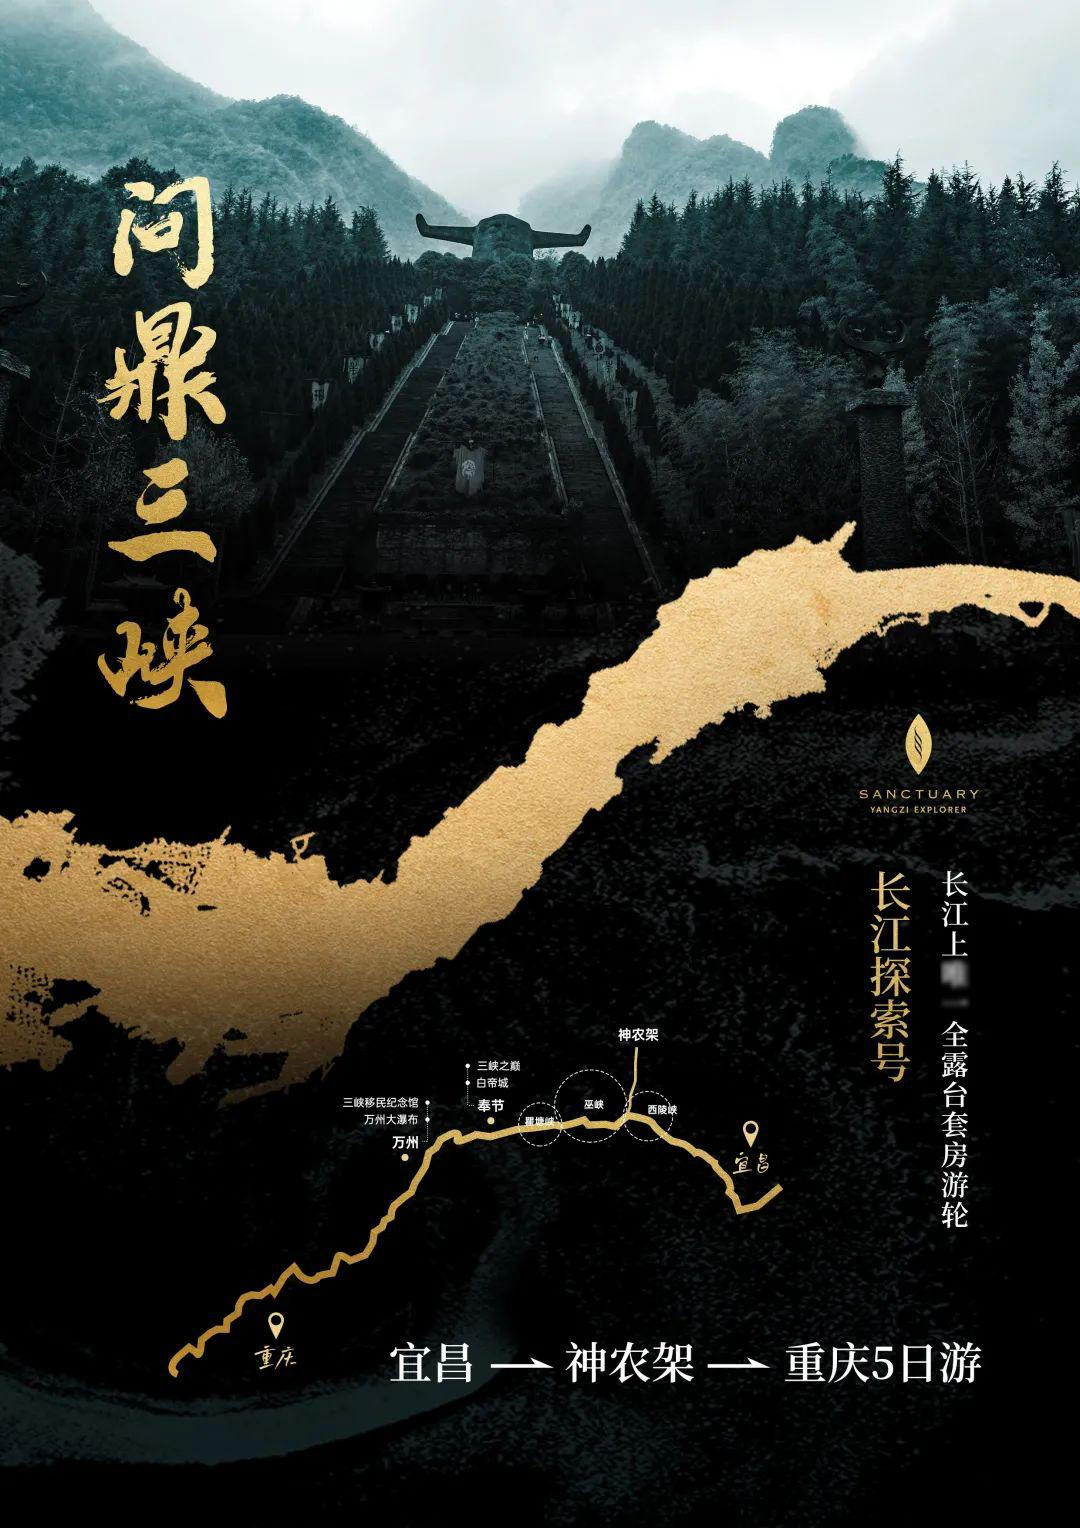 问鼎三峡
SANCTUARY
YANGZI EXPLORER
长江上
全露台套房游轮
长江探索号
神农架
三峡之巅
白帝城
奉节
三峡移民纪念馆
万州大瀑布
万州
瞿塘峡
巫峡
西陵峡
宜昌
重庆
宜昌 → 神农架 → 重庆5日游